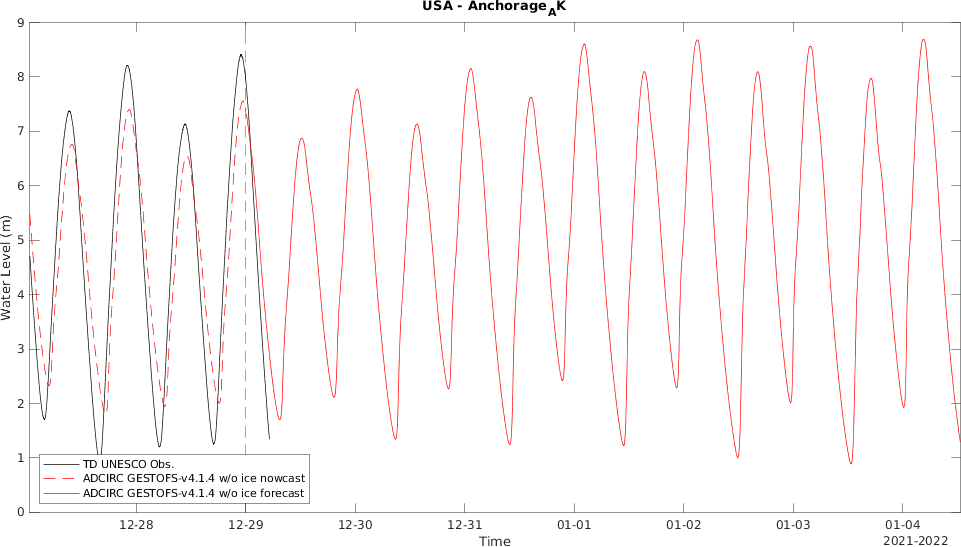 USA - Anchorage_AK
9
8
7
6
5
4
3
2
1
0
Water Level (m)
TD UNESCO Obs.
ADCIRC GESTOFS-v4.1.4 w/o ice nowcast
ADCIRC GESTOFS-v4.1.4 w/o ice forecast
12-28 12-29 12-30 12-31 01-01 01-02 01-03 01-04
Time
2021-2022